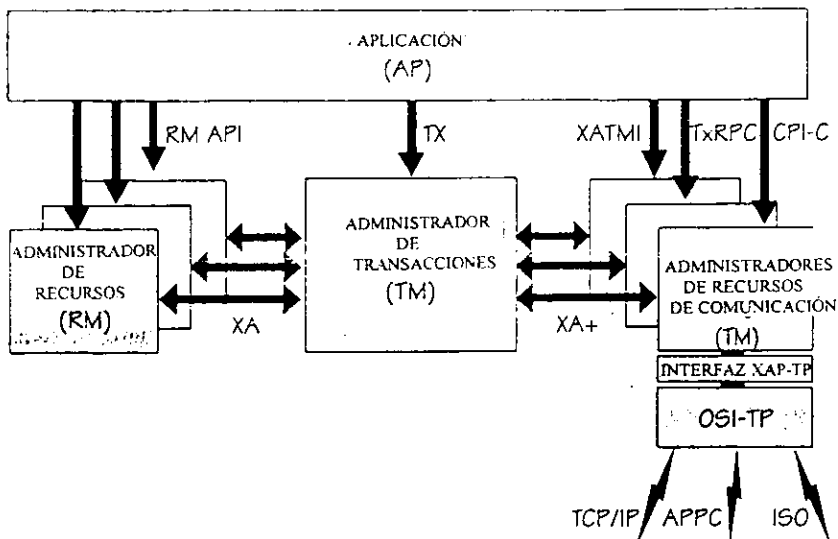 APLICACIÓN
(AP)
RM API
TX
XATMI
TxRPC
CPI-C
ADMINISTRADOR
DE
RECURSOS
(RM)
XA
ADMINISTRADOR
DE
TRANSACCIONES
(TM)
XA+
ADMINISTRADORES
DE RECURSOS
DE COMUNICACIÓN
(TM)
INTERFAZ XAP-TP
OSI-TP
TCP/IP
APPC
ISO